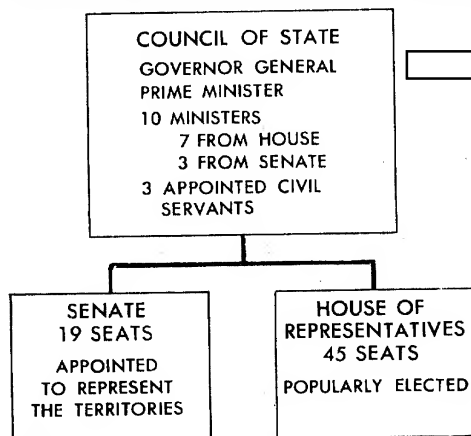 COUNCIL OF STATE
GOVERNOR GENERAL
PRIME MINISTER
10 MINISTERS
7 FROM HOUSE
3 FROM SENATE
3 APPOINTED CIVIL
SERVANTS
SENATE
19 SEATS
APPOINTED
TO REPRESENT
THE TERRITORIES
HOUSE OF
REPRESENTATIVES
45 SEATS
POPULARLY ELECTED